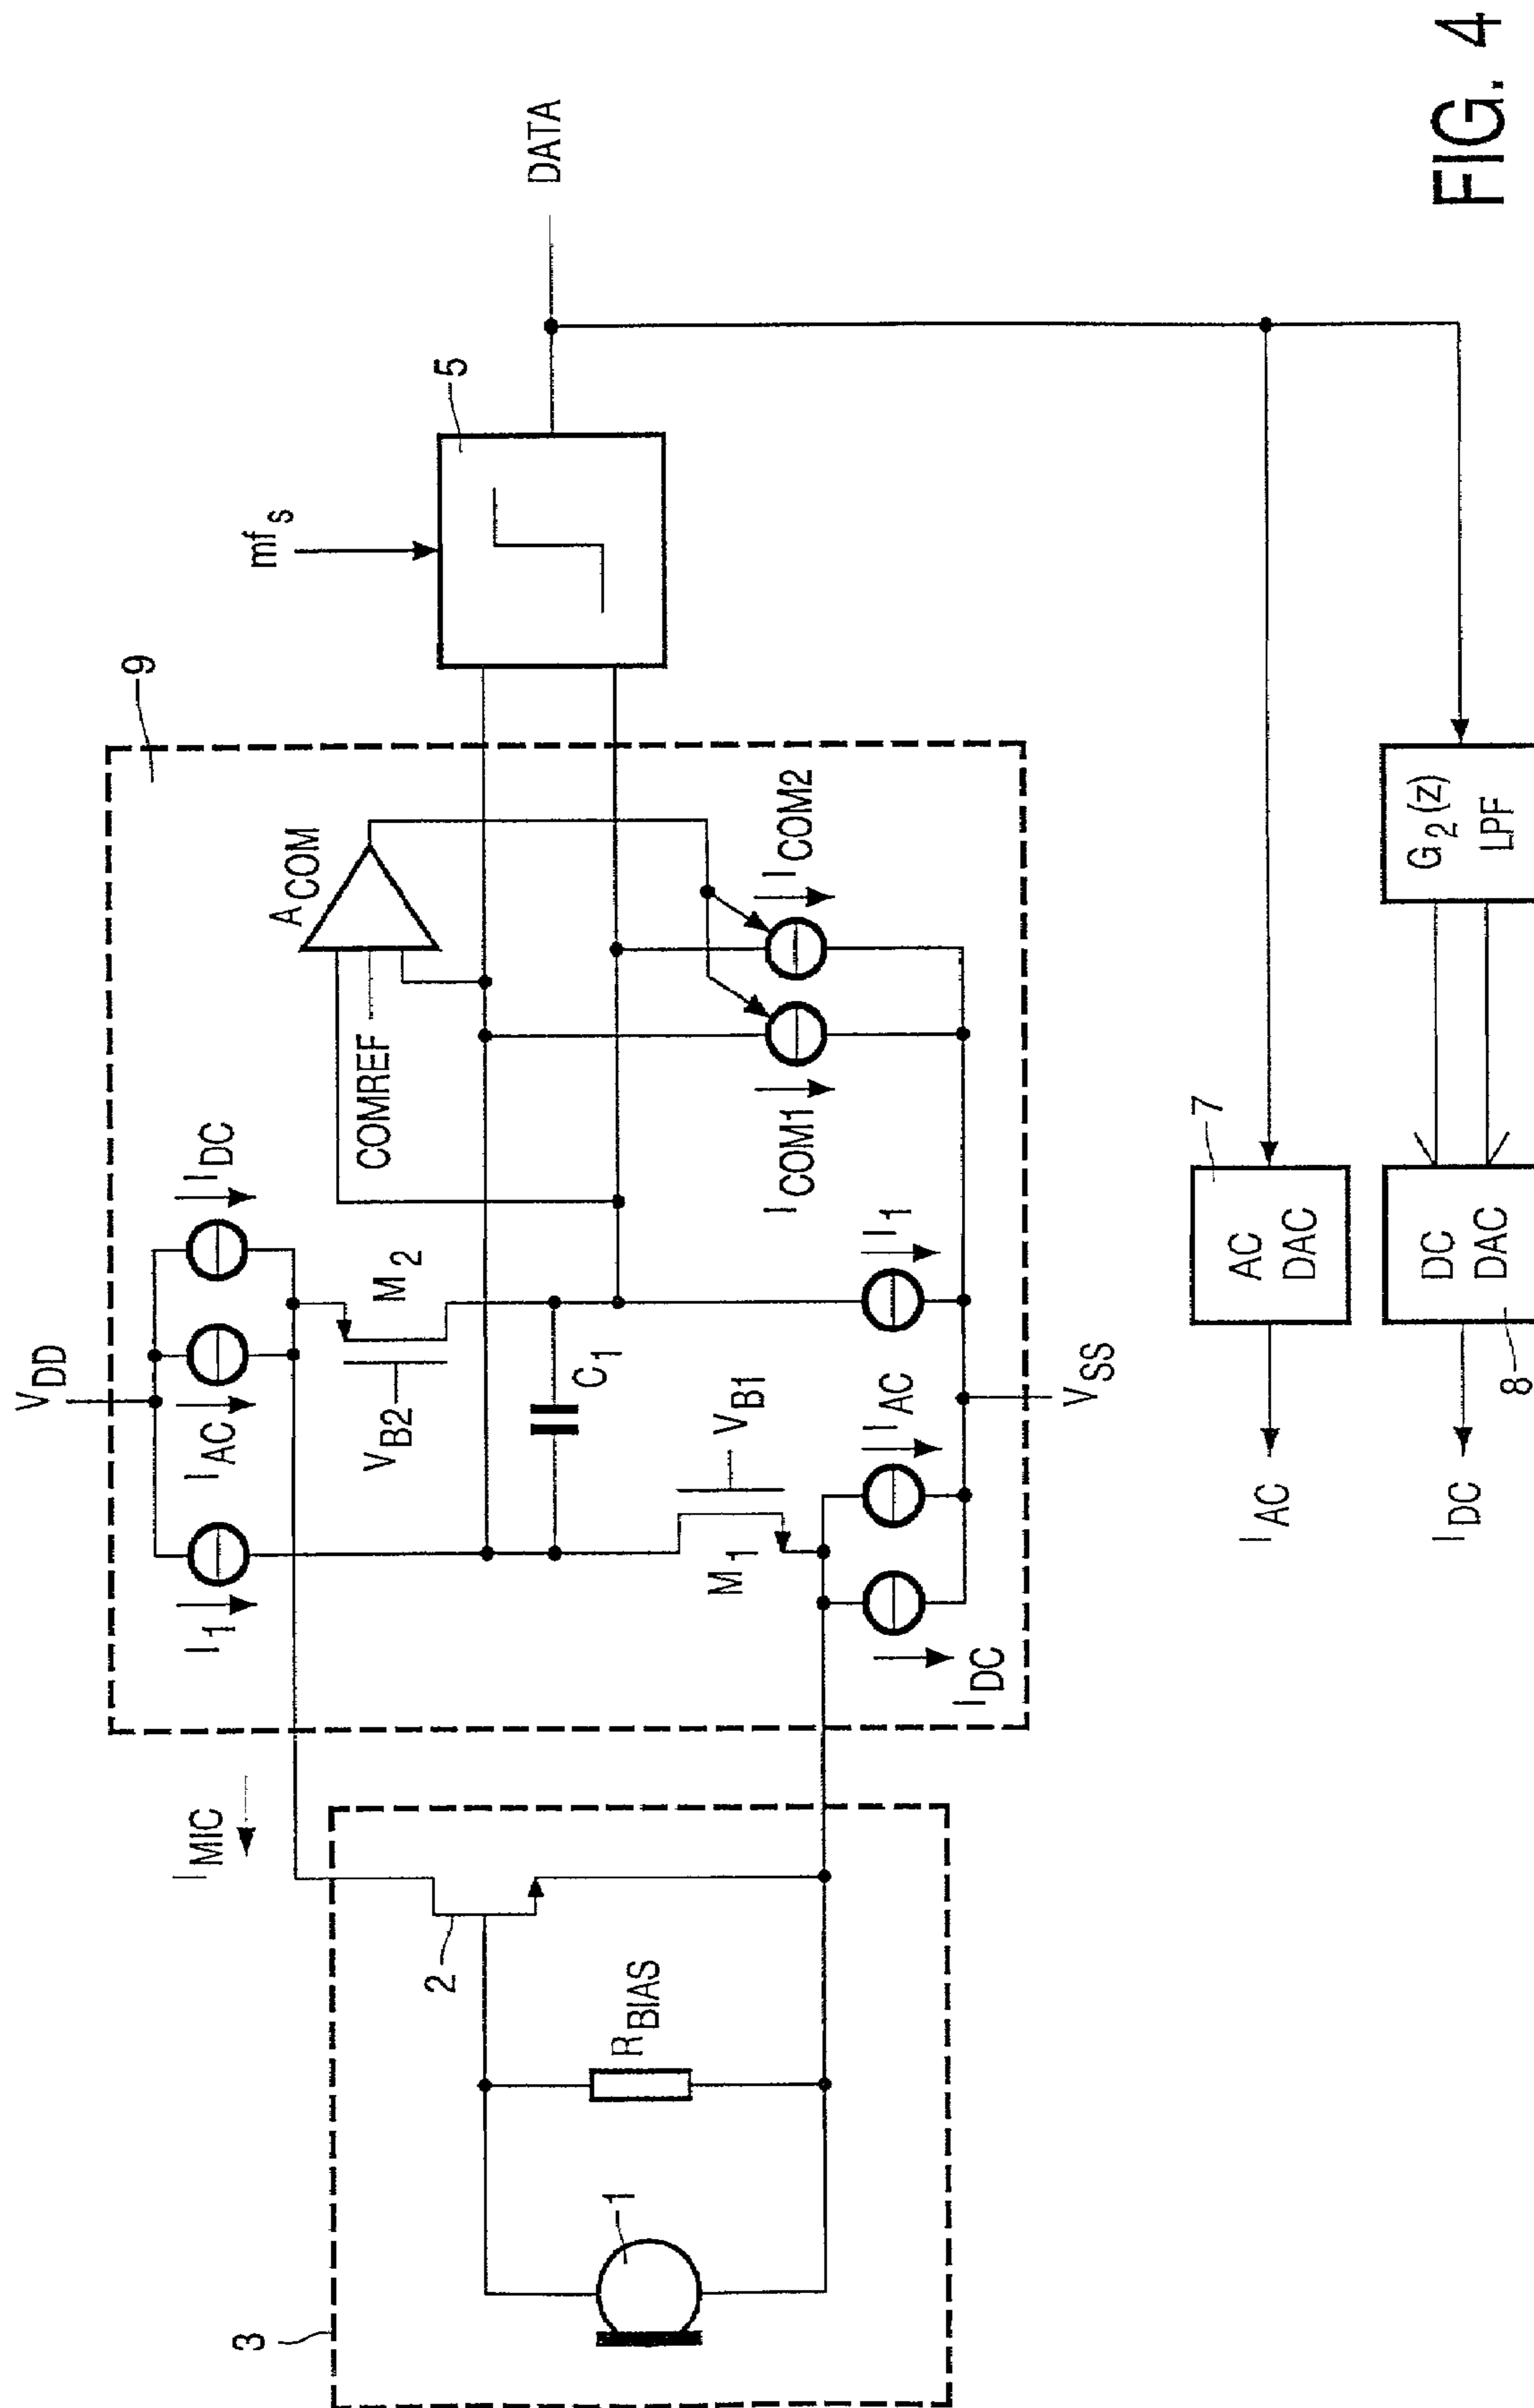 V_DD
I_1
I_AC
I_DC
I_MIC
V_B2
M_2
C_1
COMREF
A_COM
9
mf_s
5
DATA
M_1
V_B1
I_DC
I_AC
I_1
I_COM1
I_COM2
V_SS
3
1
R_BIAS
2
7
AC
DAC
I_AC
DC
DAC
8
I_DC
G_2(z)
LPF
FIG. 4